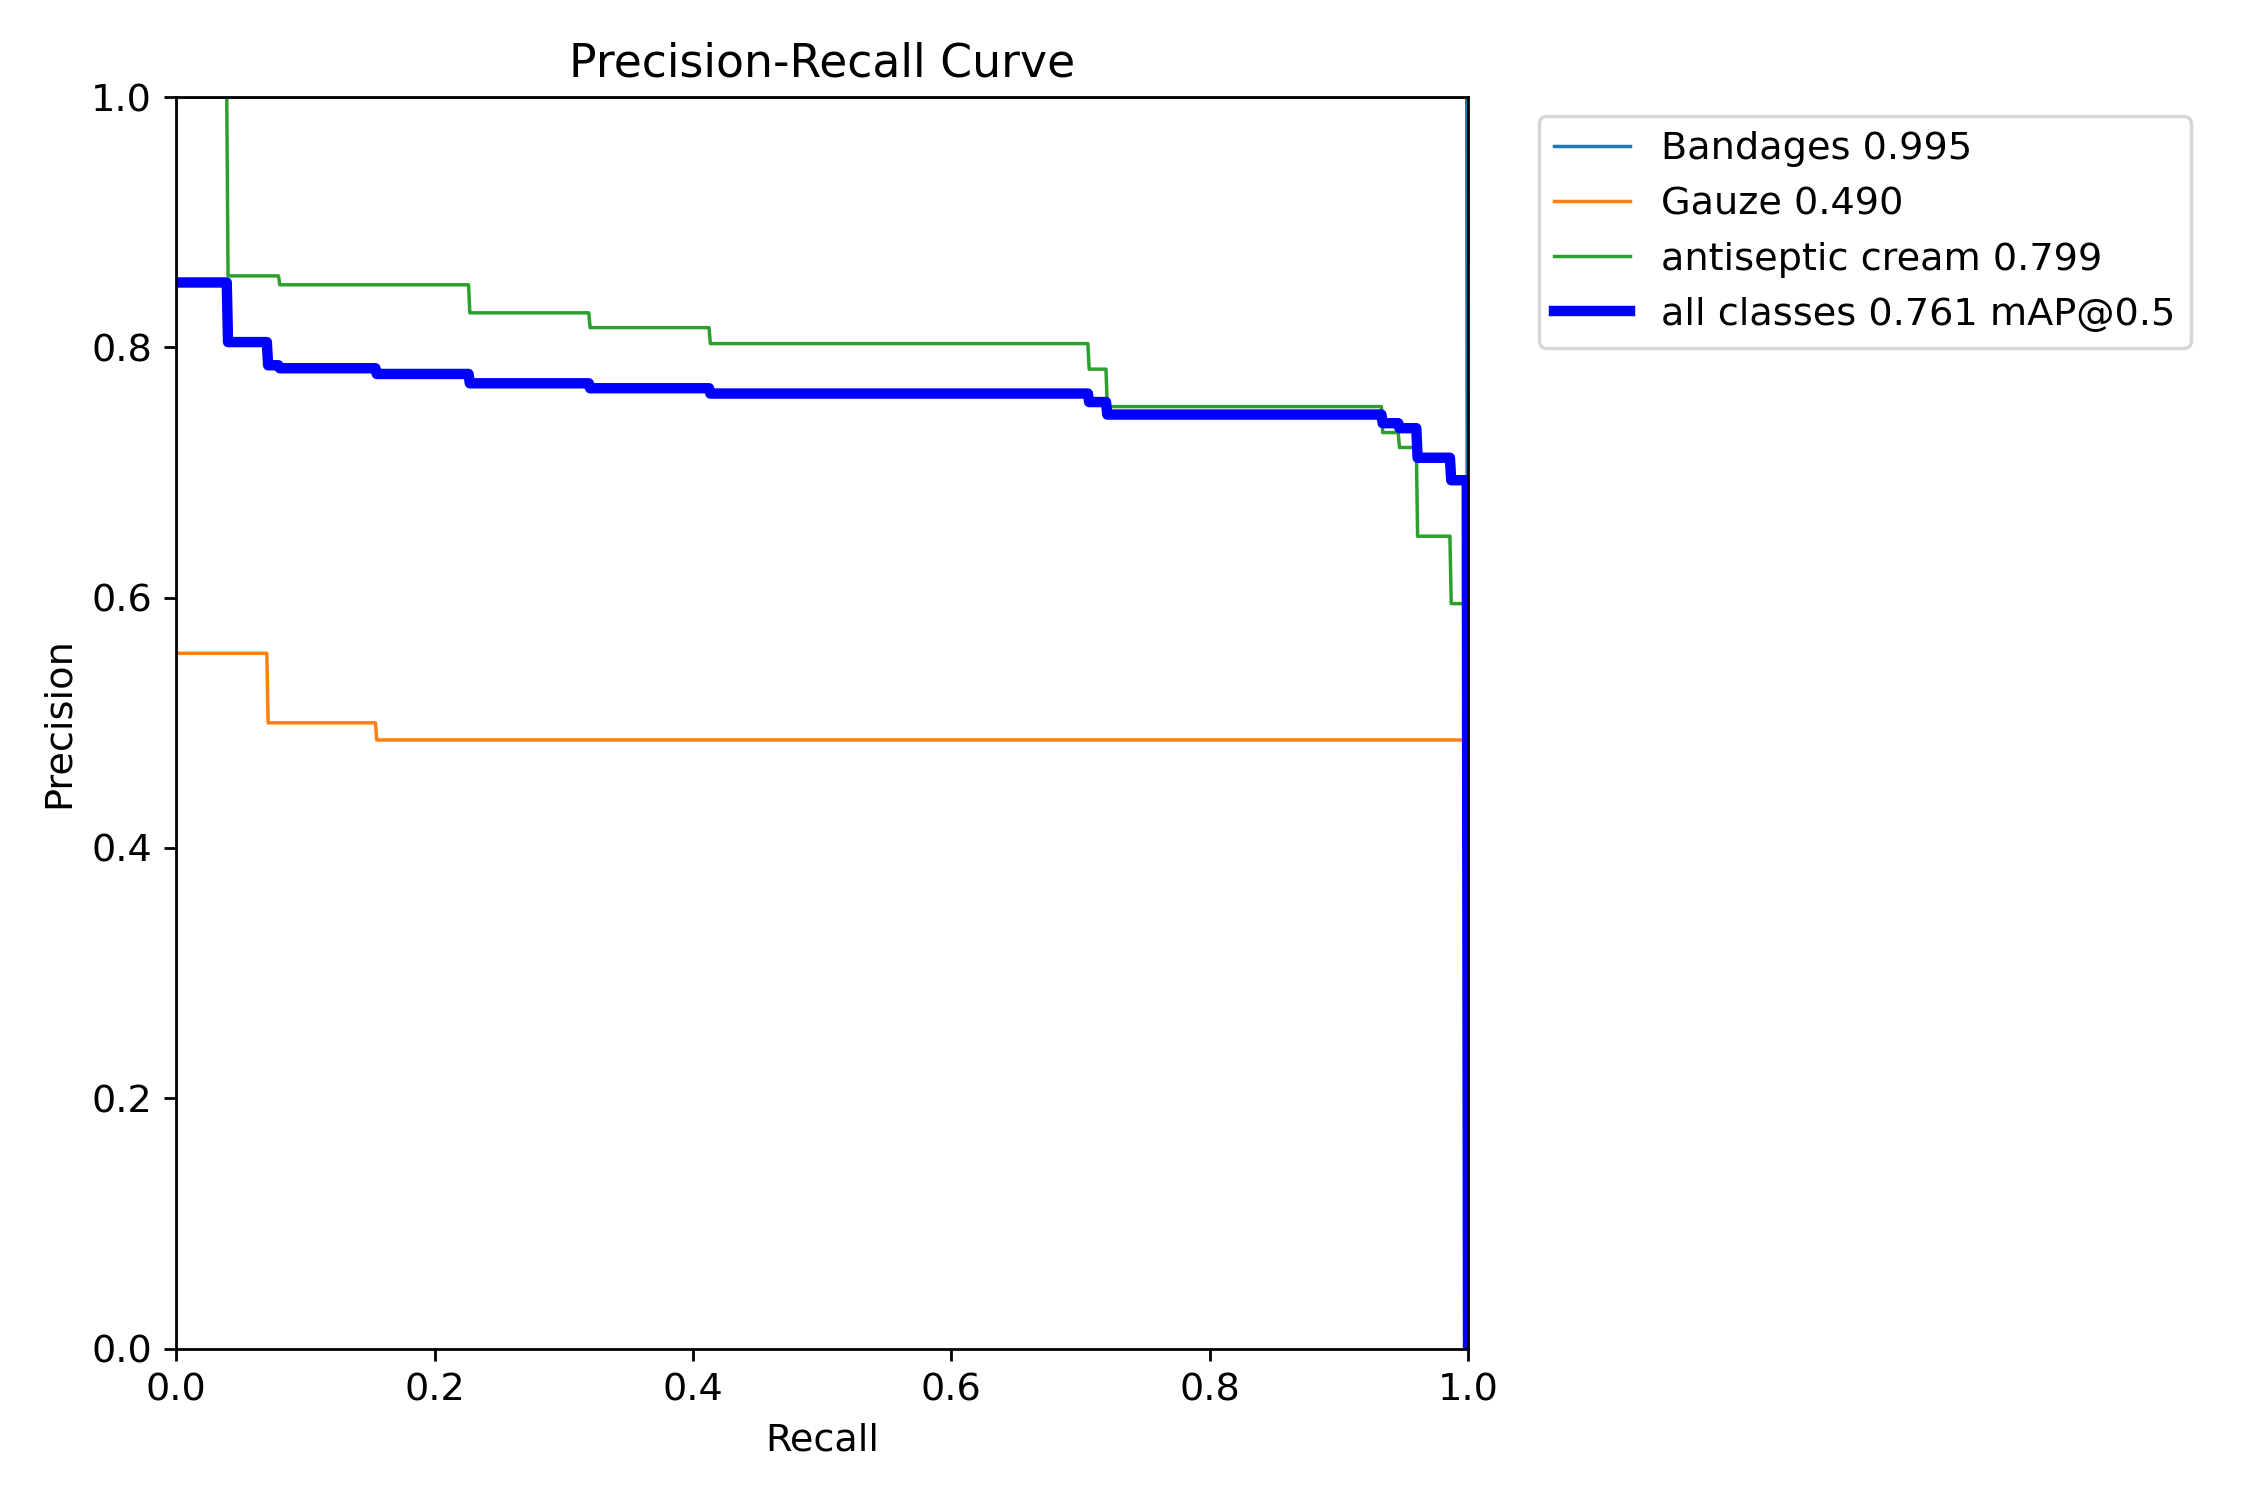 Precision-Recall Curve
1.0
0.8
0.6
0.4
0.2
0.0
Precision
0.0 0.2 0.4 0.6 0.8 1.0
Recall
Bandages 0.995
Gauze 0.490
antiseptic cream 0.799
all classes 0.761 mAP@0.5